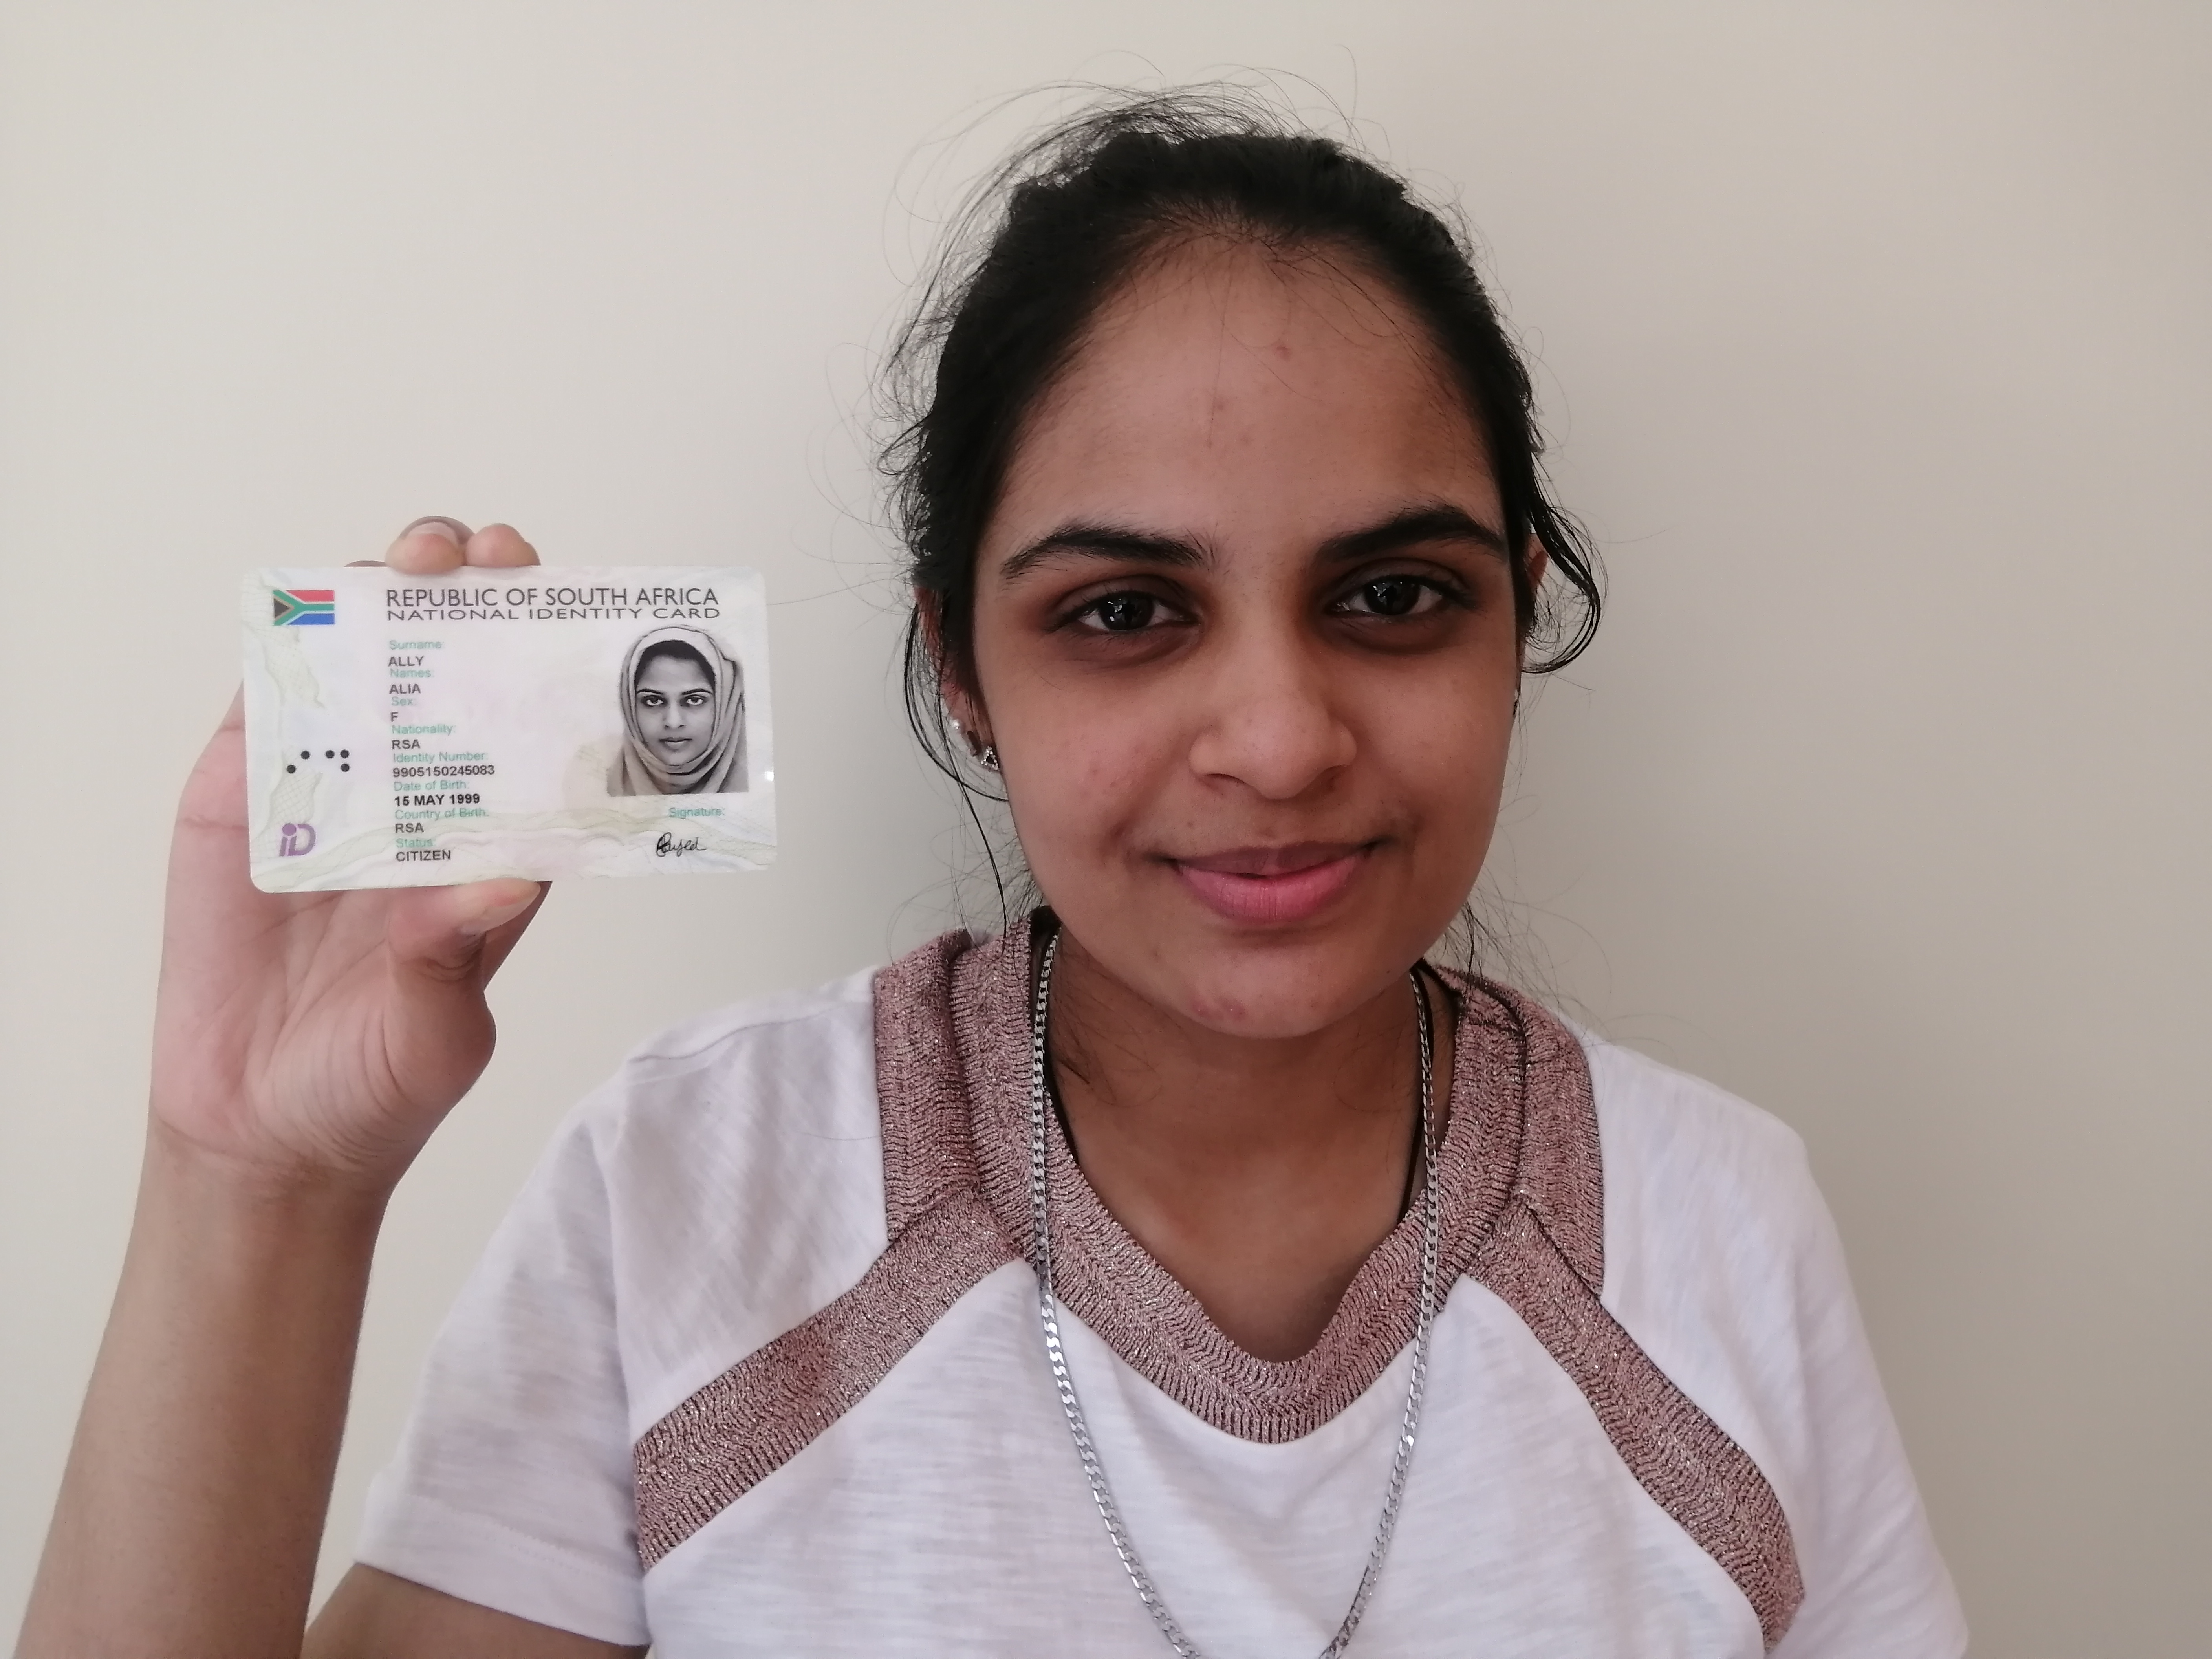 REPUBLIC OF SOUTH AFRICA
NATIONAL IDENTITY CARD
Surname:
ALLY
Names:
ALIA
Sex:
F
Nationality:
RSA
Identity Number:
9905150245083
Date of Birth:
15 MAY 1999
Country of Birth:
RSA
Status:
CITIZEN
Signature:
iD